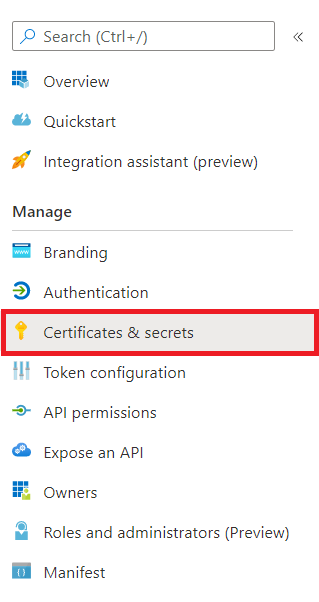 Search (Ctrl+/)
«
Overview
Quickstart
Integration assistant (preview)
Manage
Branding
Authentication
Certificates & secrets
Token configuration
API permissions
Expose an API
Owners
Roles and administrators (Preview)
Manifest